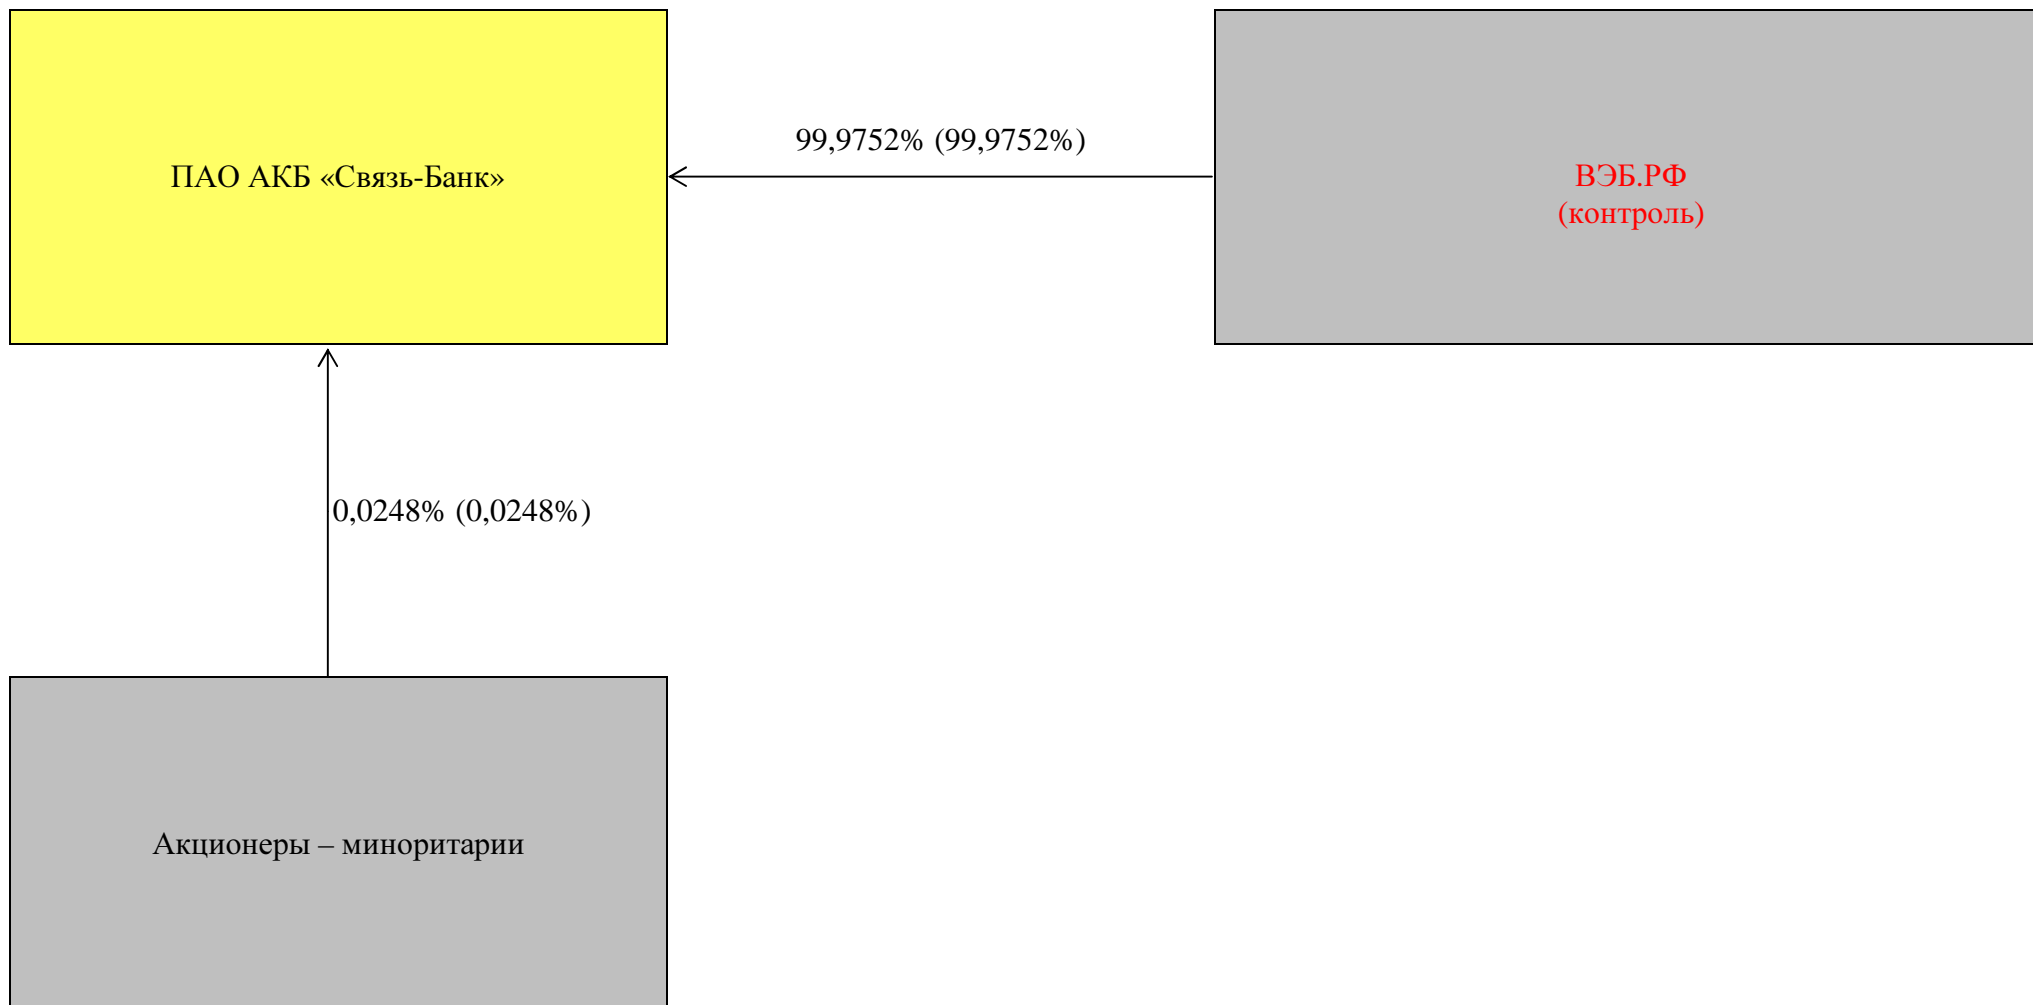 ПАО АКБ «Связь-Банк»
99,9752% (99,9752%)
ВЭБ.РФ
(контроль)
0,0248% (0,0248%)
Акционеры – миноритарии